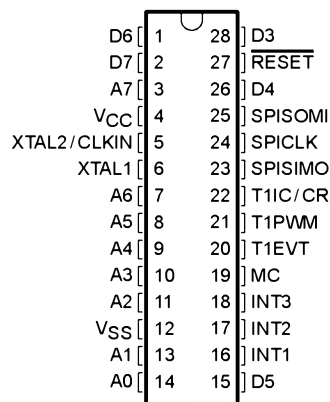 D6 1 28 D3
D7 2 27 RESET
A7 3 26 D4
VCC 4 25 SPISOMI
XTAL2/CLKIN 5 24 SPICLK
XTAL1 6 23 SPISIMO
A6 7 22 T1IC/CR
A5 8 21 T1PWM
A4 9 20 T1EVT
A3 10 19 MC
A2 11 18 INT3
VSS 12 17 INT2
A1 13 16 INT1
A0 14 15 D5